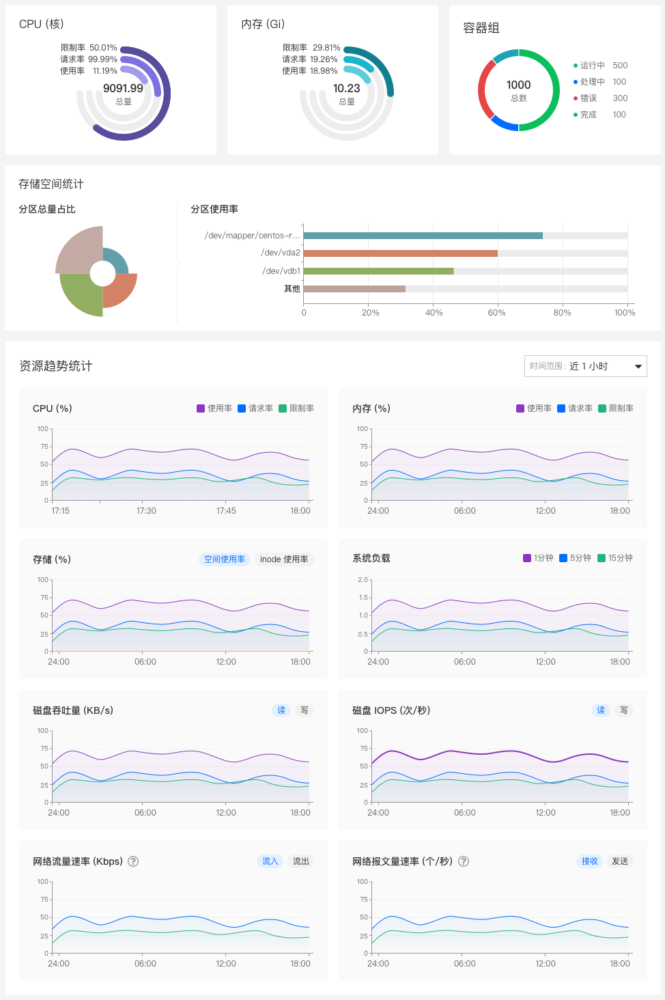 CPU (核)
限制率 50.01%
请求率 99.99%
使用率 11.19%
9091.99
总量
内存 (Gi)
限制率 29.81%
请求率 19.26%
使用率 18.98%
10.23
总量
容器组
1000
总数
运行中 500
处理中 100
错误 300
完成 100
存储空间统计
分区总量占比
分区使用率
/dev/mapper/centos-r...
/dev/vda2
/dev/vdb1
其他
0 20% 40% 60% 80% 100%
资源趋势统计
时间范围: 近 1 小时
CPU (%)
使用率 请求率 限制率
100
75
50
25
0
17:15 17:30 17:45 18:00
内存 (%)
使用率 请求率 限制率
100
75
50
25
0
24:00 06:00 12:00 18:00
存储 (%)
空间使用率 inode 使用率
100
75
50
25
0
24:00 06:00 12:00 18:00
系统负载
1分钟 5分钟 15分钟
2.0
1.5
1.0
0.5
0
24:00 06:00 12:00 18:00
磁盘吞吐量 (KB/s)
读 写
100
75
50
25
0
24:00 06:00 12:00 18:00
磁盘 IOPS (次/秒)
读 写
100
75
50
25
0
24:00 06:00 12:00 18:00
网络流量速率 (Kbps) ?
流入 流出
100
75
50
25
0
24:00 06:00 12:00 18:00
网络报文量速率 (个/秒) ?
接收 发送
100
75
50
25
0
24:00 06:00 12:00 18:00